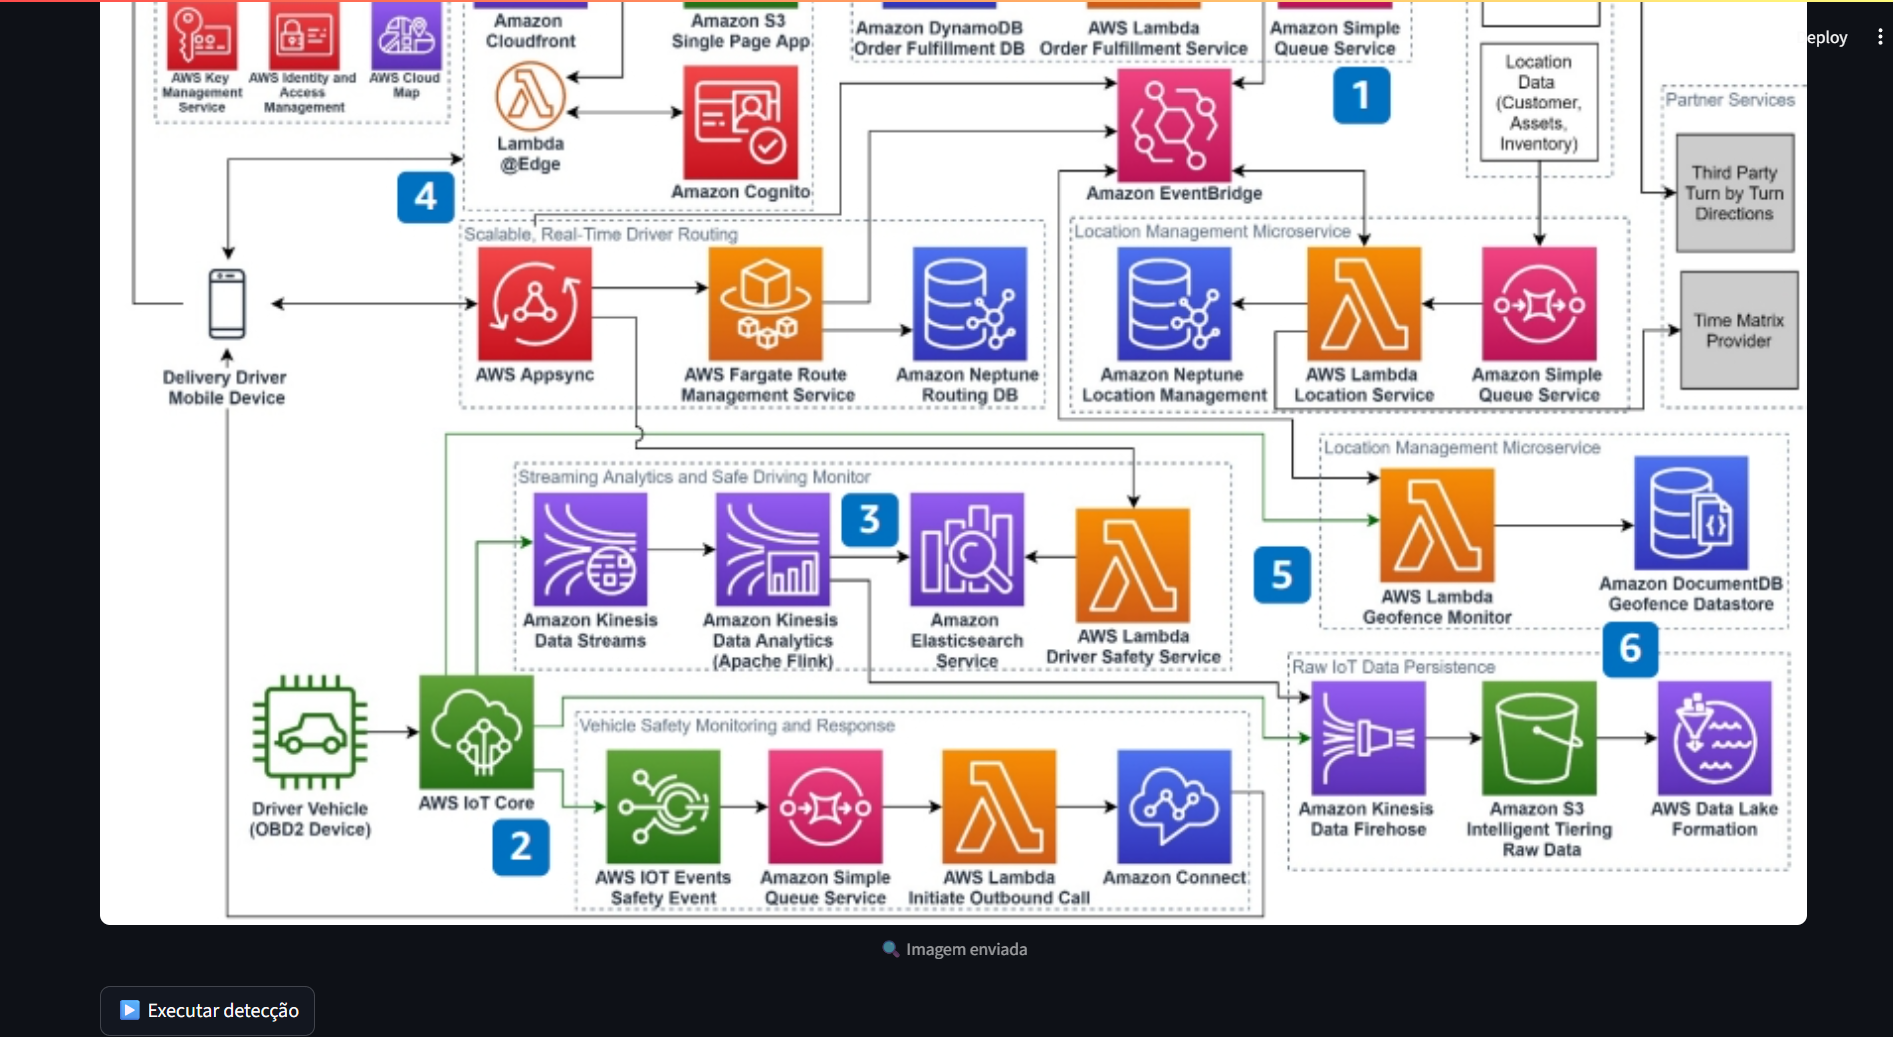 eploy
AWS Key
Management
Service
AWS Identity and
Access
Management
AWS Cloud
Map
Amazon
Cloudfront
Amazon S3
Single Page App
Lambda
@Edge
Amazon Cognito
4
Amazon DynamoDB
Order Fulfillment DB
AWS Lambda
Order Fulfillment Service
Amazon Simple
Queue Service
1
Amazon EventBridge
Location
Data
(Customer,
Assets,
Inventory)
Partner Services
Third Party
Turn by Turn
Directions
Time Matrix
Provider
Delivery Driver
Mobile Device
Scalable, Real-Time Driver Routing
AWS Appsync
AWS Fargate Route
Management Service
Amazon Neptune
Routing DB
Location Management Microservice
Amazon Neptune
Location Management
AWS Lambda
Location Service
Amazon Simple
Queue Service
Streaming Analytics and Safe Driving Monitor
3
Amazon Kinesis
Data Streams
Amazon Kinesis
Data Analytics
(Apache Flink)
Amazon
Elasticsearch
Service
AWS Lambda
Driver Safety Service
5
Location Management Microservice
AWS Lambda
Geofence Monitor
Amazon DocumentDB
Geofence Datastore
6
Raw IoT Data Persistence
Amazon Kinesis
Data Firehose
Amazon S3
Intelligent Tiering
Raw Data
AWS Data Lake
Formation
Driver Vehicle
(OBD2 Device)
AWS IoT Core
2
Vehicle Safety Monitoring and Response
AWS IOT Events
Safety Event
Amazon Simple
Queue Service
AWS Lambda
Initiate Outbound Call
Amazon Connect
Imagem enviada
Executar detecção